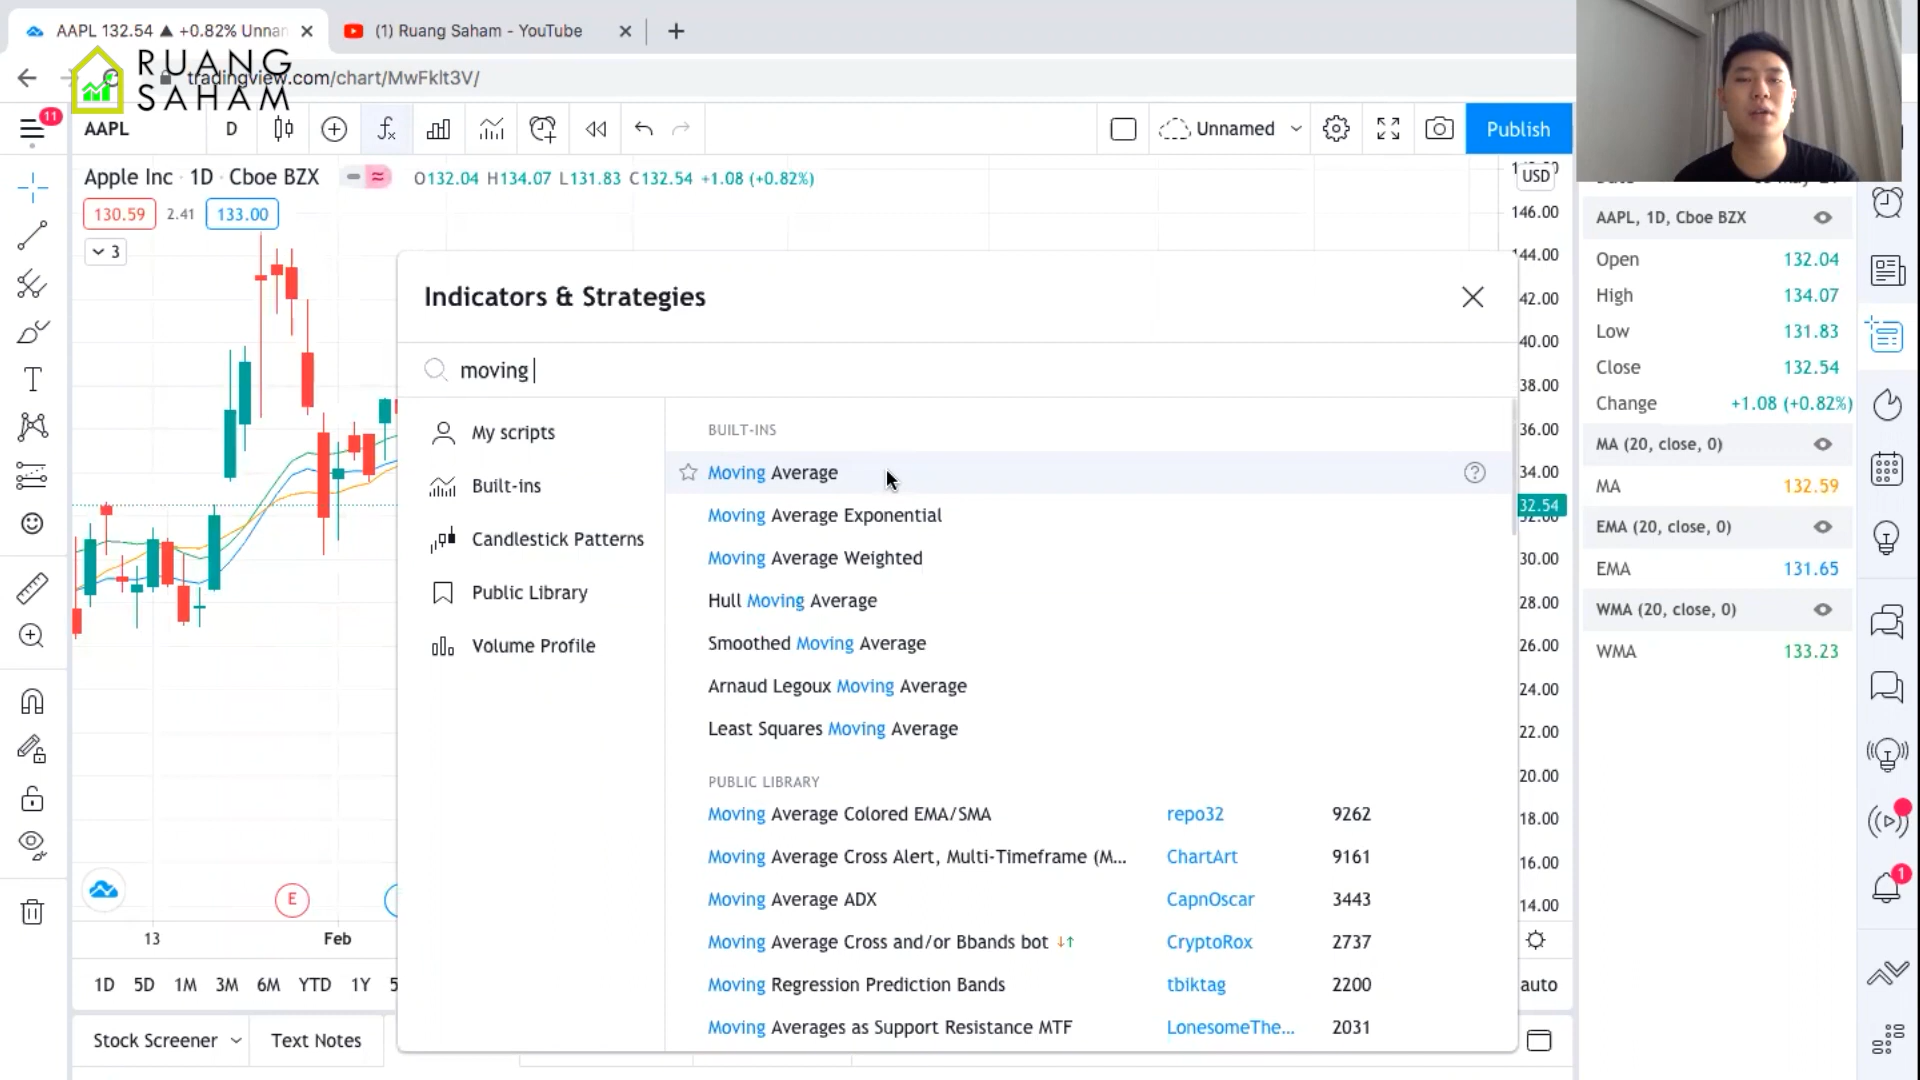 AAPL 132.54 ▲ +0.82% Unnan
(1) Ruang Saham - YouTube
RUANG
SAHAM
tradingview.com/chart/MwFklt3V/
11
AAPL
D
Unnamed
Publish
Apple Inc · 1D · Cboe BZX
O132.04 H134.07 L131.83 C132.54 +1.08 (+0.82%)
USD
130.59
2.41
133.00
3
146.00
144.00
42.00
40.00
38.00
36.00
34.00
32.54
30.00
28.00
26.00
24.00
22.00
20.00
18.00
16.00
14.00
Indicators & Strategies
moving
My scripts
Built-ins
Candlestick Patterns
Public Library
Volume Profile
BUILT-INS
Moving Average
Moving Average Exponential
Moving Average Weighted
Hull Moving Average
Smoothed Moving Average
Arnaud Legoux Moving Average
Least Squares Moving Average
PUBLIC LIBRARY
Moving Average Colored EMA/SMA repo32 9262
Moving Average Cross Alert, Multi-Timeframe (M... ChartArt 9161
Moving Average ADX CapnOscar 3443
Moving Average Cross and/or Bbands bot CryptoRox 2737
Moving Regression Prediction Bands tbiktag 2200
Moving Averages as Support Resistance MTF LonesomeThe... 2031
E
13 Feb
1D 5D 1M 3M 6M YTD 1Y 5
auto
Stock Screener
Text Notes
AAPL, 1D, Cboe BZX
Open 132.04
High 134.07
Low 131.83
Close 132.54
Change +1.08 (+0.82%)
MA (20, close, 0)
MA 132.59
EMA (20, close, 0)
EMA 131.65
WMA (20, close, 0)
WMA 133.23
1